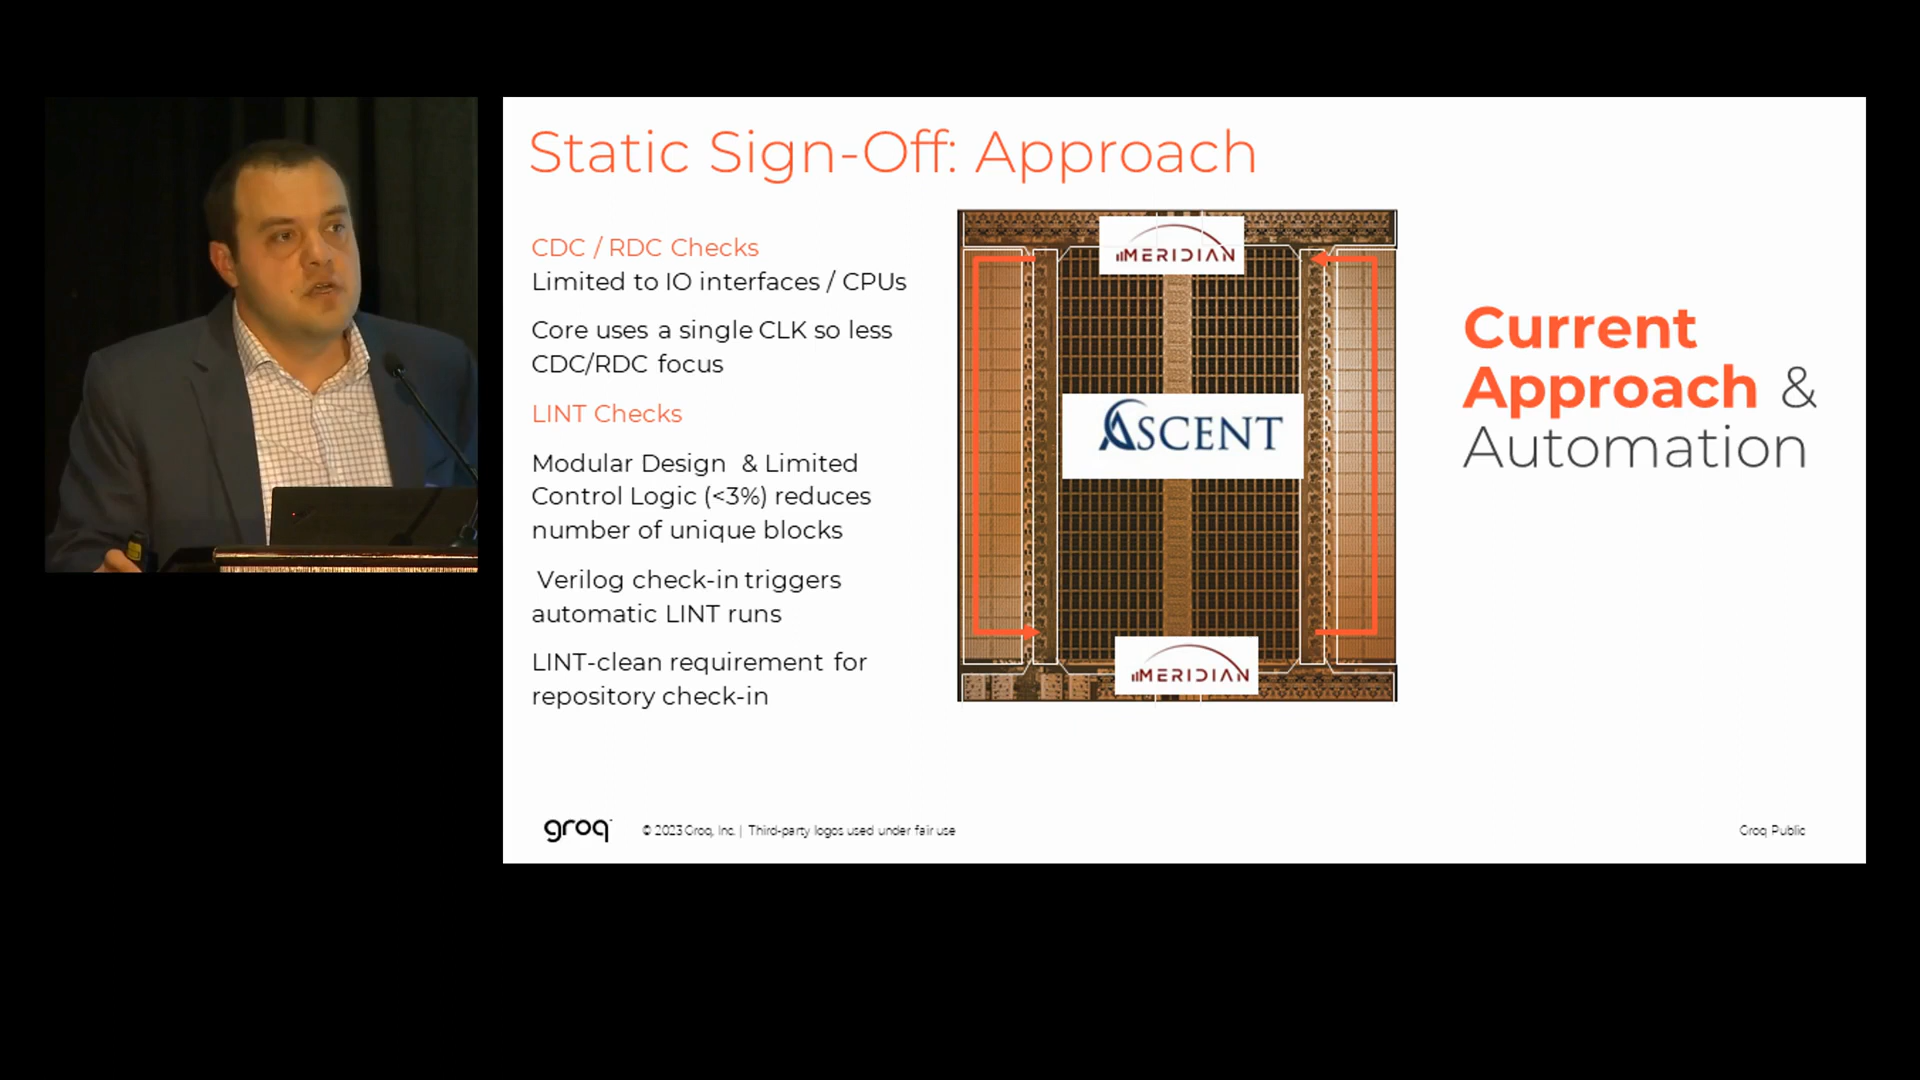 Static Sign-Off: Approach
CDC / RDC Checks
Limited to IO interfaces / CPUs
Core uses a single CLK so less
CDC/RDC focus
LINT Checks
Modular Design & Limited
Control Logic (<3%) reduces
number of unique blocks
Verilog check-in triggers
automatic LINT runs
LINT-clean requirement for
repository check-in
MERIDIAN
ASCENT
MERIDIAN
Current
Approach &
Automation
groq
© 2023 Groq, Inc. | Third-party logos used under fair use
Groq Public